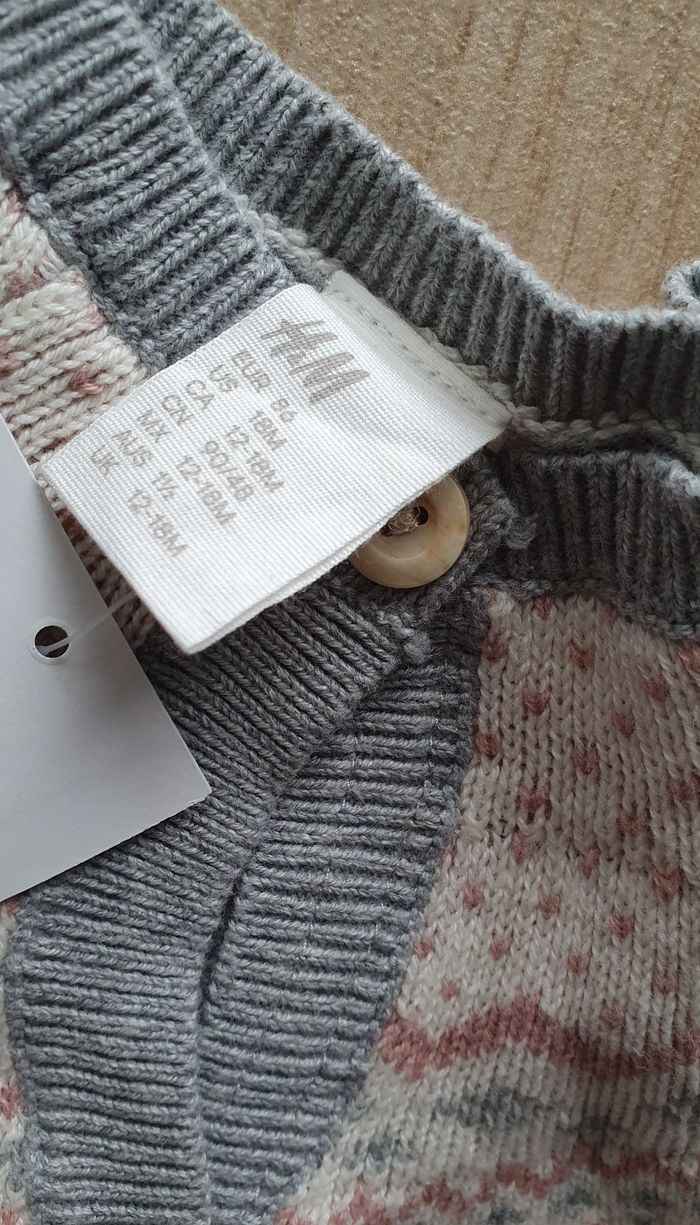 H&M
EUR 86
US 18M
CA 12-18M
CN 90/48
MX 12-18M
AUS 1½
UK 12-18M